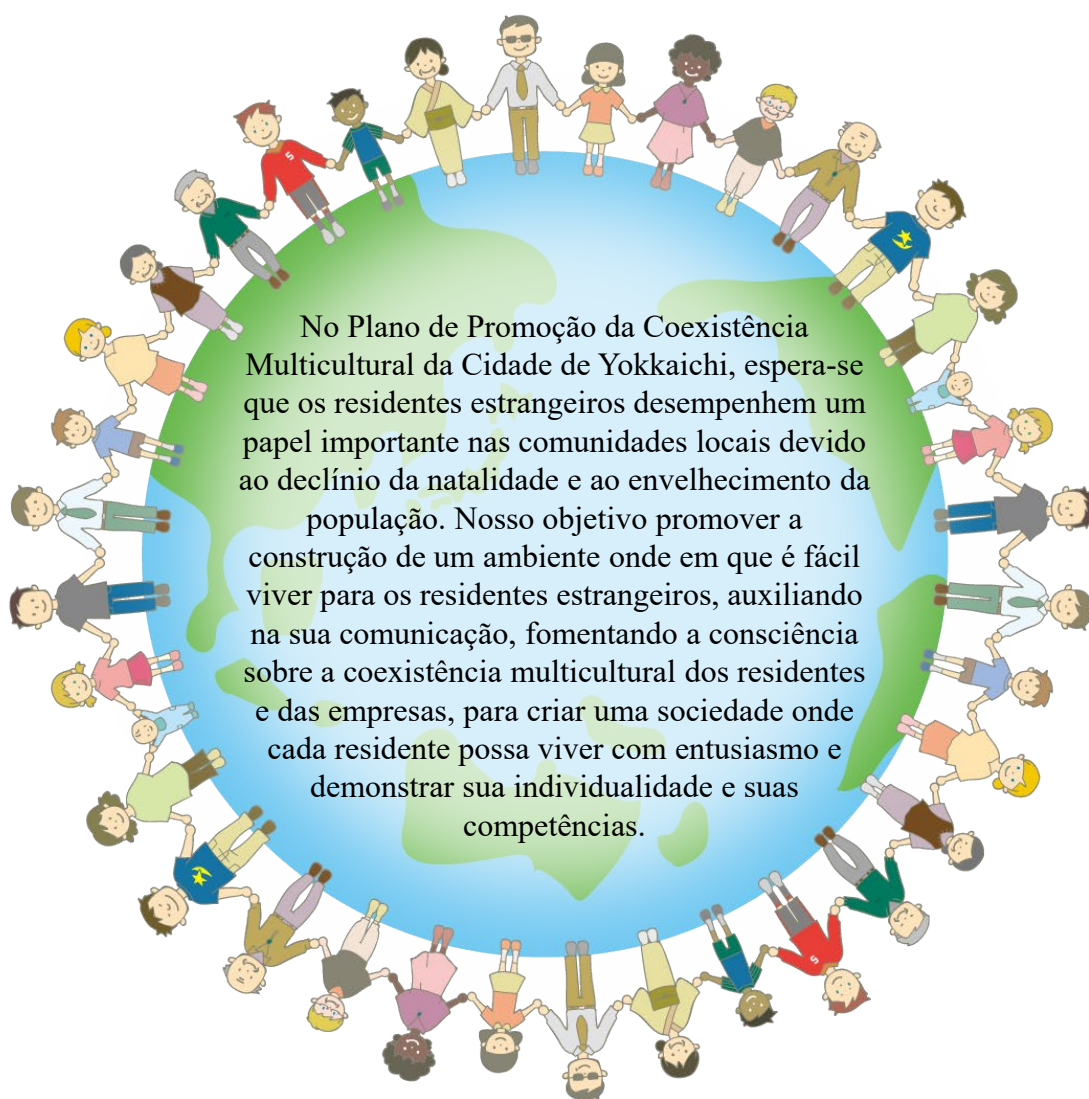 No Plano de Promoção da Coexistência
Multicultural da Cidade de Yokkaichi, espera-se
que os residentes estrangeiros desempenhem um
papel importante nas comunidades locais devido
ao declínio da natalidade e ao envelhecimento da
população. Nosso objetivo promover a
construção de um ambiente onde em que é fácil
viver para os residentes estrangeiros, auxiliando
na sua comunicação, fomentando a consciência
sobre a coexistência multicultural dos residentes
e das empresas, para criar uma sociedade onde
cada residente possa viver com entusiasmo e
demonstrar sua individualidade e suas
competências.